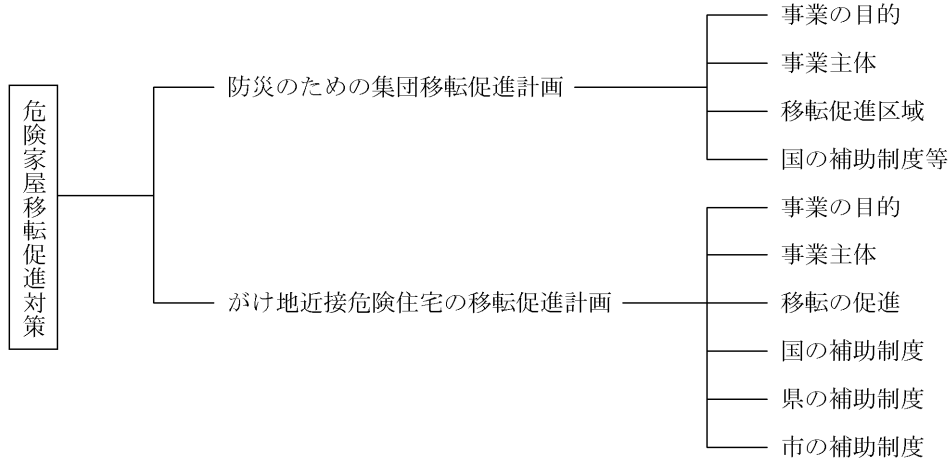 危険家屋移転促進対策
防災のための集団移転促進計画
事業の目的
事業主体
移転促進区域
国の補助制度等
がけ地近接危険住宅の移転促進計画
事業の目的
事業主体
移転の促進
国の補助制度
県の補助制度
市の補助制度